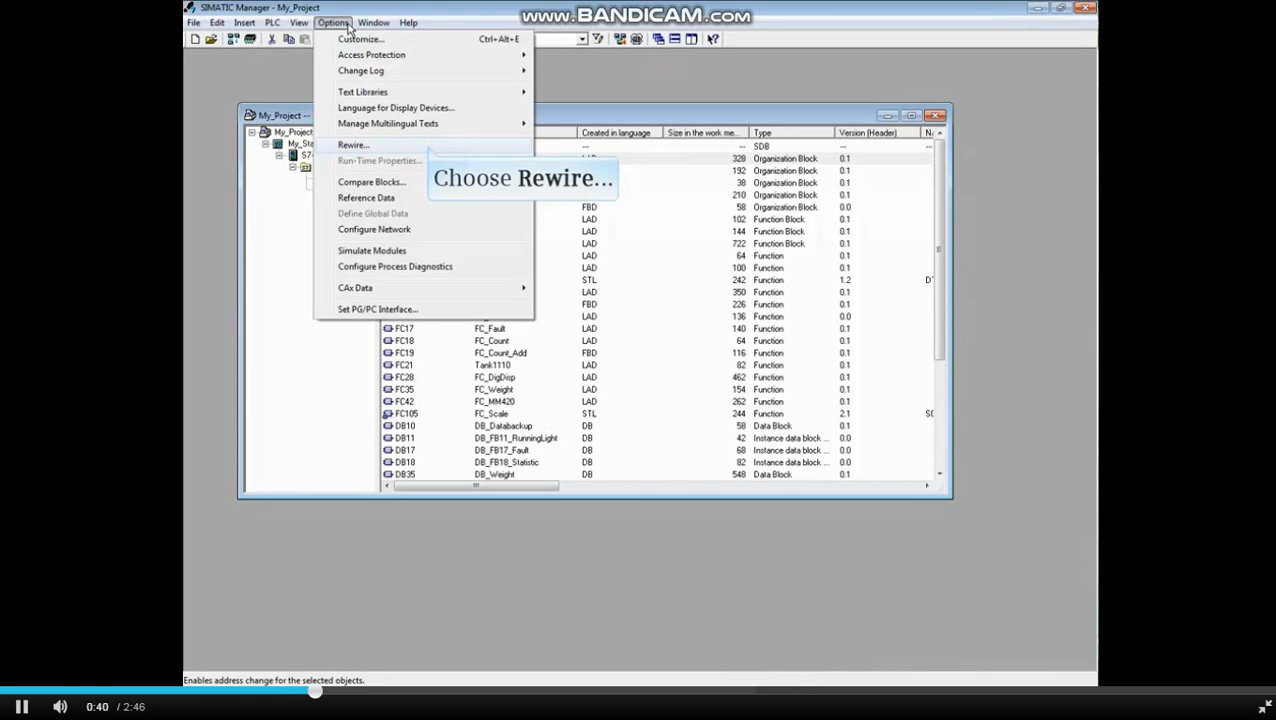 SIMATIC Manager - My_Project
www.BANDICAM.com
File Edit Insert PLC View Options Window Help
Customize... Ctrl+Alt+E
Access Protection
Change Log
Text Libraries
Language for Display Devices...
Manage Multilingual Texts
Rewire...
Run-Time Properties...
Compare Blocks...
Reference Data
Define Global Data
Configure Network
Simulate Modules
Configure Process Diagnostics
CAx Data
Set PG/PC Interface...
Choose Rewire...
My_Project --
My_Project
My_Sta
S7-
Created in language Size in the work me... Type Version (Header)
--- --- SDB ---
328 Organization Block 0.1
192 Organization Block 0.1
38 Organization Block 0.1
210 Organization Block 0.1
FBD 58 Organization Block 0.1
LAD 102 Function Block 0.1
LAD 144 Function Block 0.1
LAD 722 Function Block 0.1
LAD 64 Function 0.1
LAD 100 Function 0.1
STL 242 Function 1.2
LAD 350 Function 0.1
FBD 226 Function 0.1
LAD 136 Function 0.0
FC17 FC_Fault LAD 140 Function 0.1
FC18 FC_Count LAD 64 Function 0.1
FC19 FC_Count_Add FBD 116 Function 0.1
FC21 Tank1110 LAD 82 Function 0.1
FC28 FC_DigDisp LAD 462 Function 0.1
FC35 FC_Weight LAD 154 Function 0.1
FC42 FC_MM420 LAD 262 Function 0.1
FC105 FC_Scale STL 244 Function 2.1
DB10 DB_Databackup DB 58 Data Block 0.1
DB11 DB_FB11_RunningLight DB 42 Instance data block ... 0.0
DB17 DB_FB17_Fault DB 68 Instance data block ... 0.0
DB18 DB_FB18_Statistic DB 82 Instance data block ... 0.0
DB35 DB_Weight DB 548 Data Block 0.1
Enables address change for the selected objects.
0:40 / 2:46